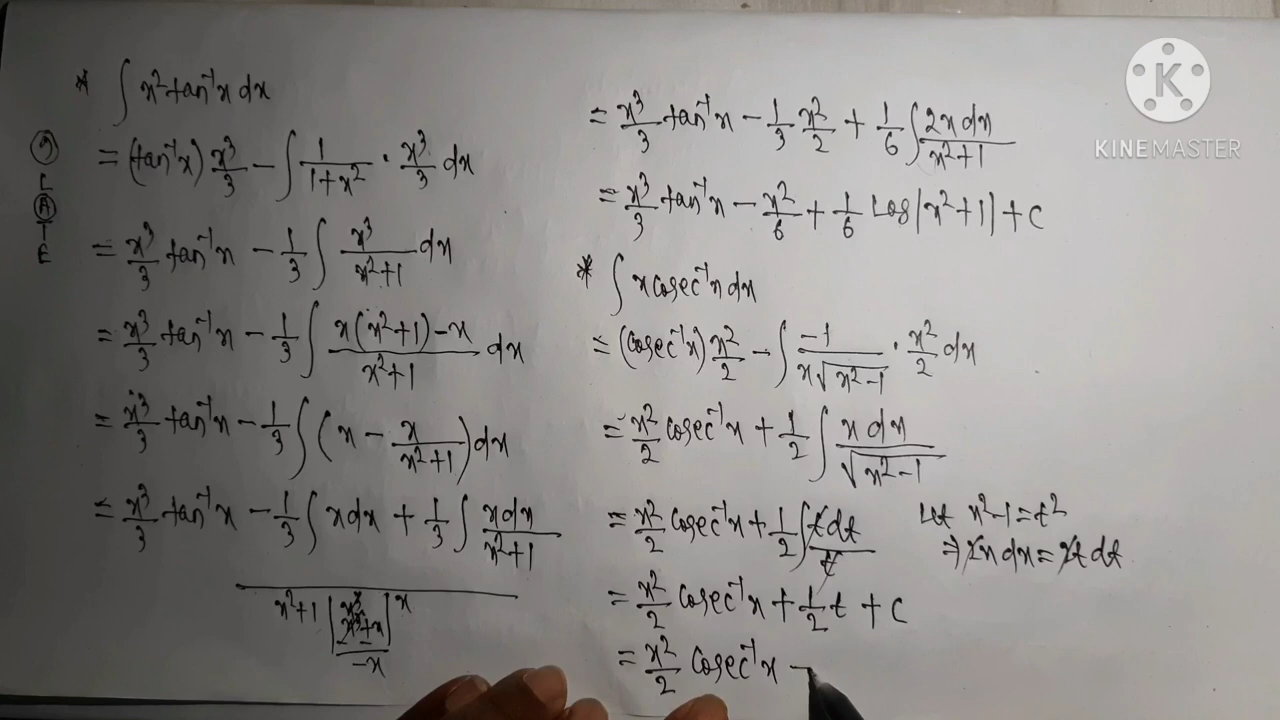 * ∫ x² tan⁻¹x dx
I
L
A
T
E
= (tan⁻¹x) x³/3 − ∫ 1/(1+x²) · x³/3 dx
= x³/3 tan⁻¹x − 1/3 ∫ x³/(x²+1) dx
= x³/3 tan⁻¹x − 1/3 ∫ (x(x²+1)−x)/(x²+1) dx
= x³/3 tan⁻¹x − 1/3 ∫ (x − x/(x²+1)) dx
= x³/3 tan⁻¹x − 1/3 ∫ x dx + 1/3 ∫ x dx/(x²+1)
x²+1 | x³ | x
x³+x
−x
= x³/3 tan⁻¹x − 1/3 x²/2 + 1/6 ∫ 2x dx/(x²+1)
= x³/3 tan⁻¹x − x²/6 + 1/6 Log|x²+1| + C
* ∫ x cosec⁻¹x dx
= (cosec⁻¹x) x²/2 − ∫ −1/(x√(x²−1)) · x²/2 dx
= x²/2 cosec⁻¹x + 1/2 ∫ x dx/√(x²−1)
= x²/2 cosec⁻¹x + 1/2 ∫ t dt/t
Let x²−1 = t²
⇒ 2x dx = 2t dt
= x²/2 cosec⁻¹x + 1/2 t + C
= x²/2 cosec⁻¹x −
K
KINEMASTER